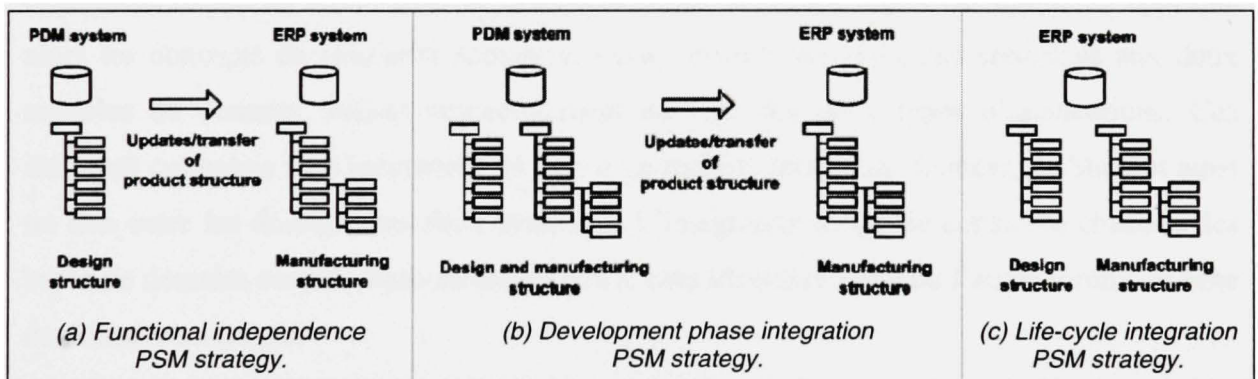 PDM system
ERP system
Updates/transfer
of
product structure
Design
structure
Manufacturing
structure
(a) Functional independence
PSM strategy.
PDM system
ERP system
Updates/transfer
of
product structure
Design and manufacturing
structure
Manufacturing
structure
(b) Development phase integration
PSM strategy.
ERP system
Design
structure
Manufacturing
structure
(c) Life-cycle integration
PSM strategy.